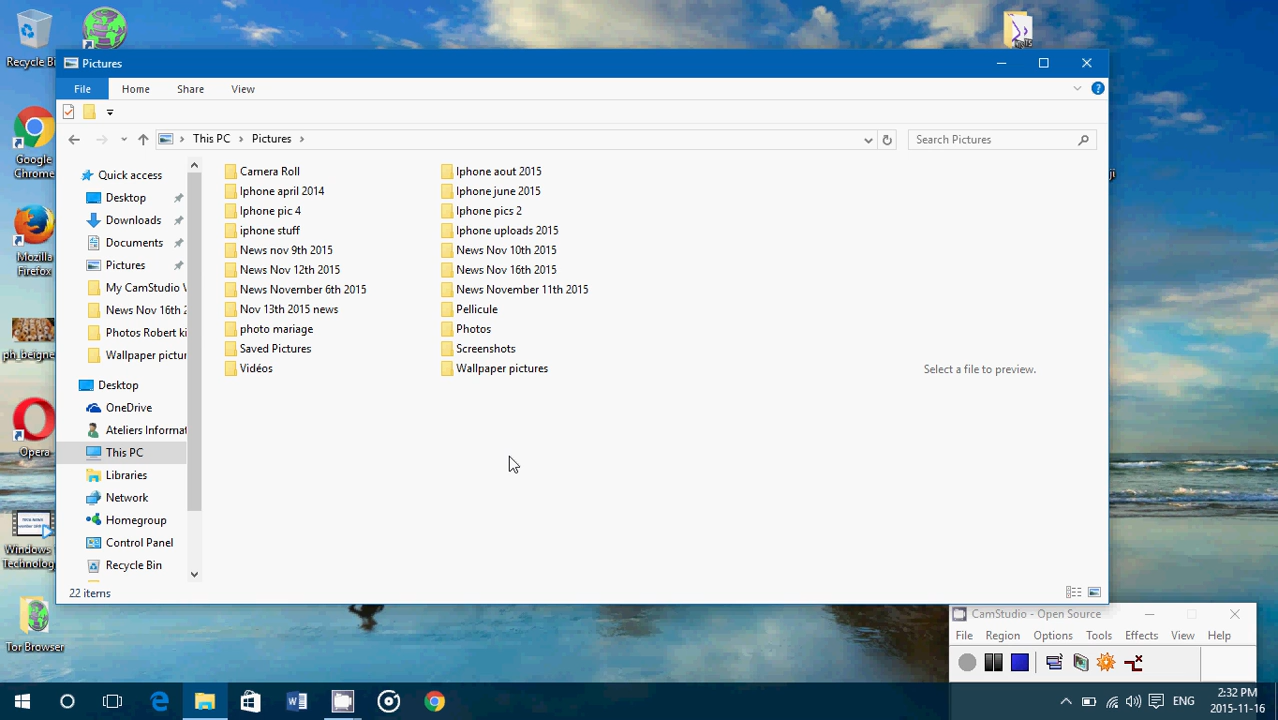 Recycle Bi
Pictures
File Home Share View
This PC Pictures
Search Pictures
Quick access
Desktop
Downloads
Documents
Pictures
My CamStudio V
News Nov 16th 2
Photos Robert ki
Wallpaper pictur
Desktop
OneDrive
Ateliers Informat
This PC
Libraries
Network
Homegroup
Control Panel
Recycle Bin
Camera Roll
Iphone april 2014
Iphone pic 4
iphone stuff
News nov 9th 2015
News Nov 12th 2015
News November 6th 2015
Nov 13th 2015 news
photo mariage
Saved Pictures
Vidéos
Iphone aout 2015
Iphone june 2015
Iphone pics 2
Iphone uploads 2015
News Nov 10th 2015
News Nov 16th 2015
News November 11th 2015
Pellicule
Photos
Screenshots
Wallpaper pictures
Select a file to preview.
22 items
Google
Chrome
Mozilla
Firefox
ph_beigne
Opera
Windows
Technolog
Tor Browser
CamStudio - Open Source
File Region Options Tools Effects View Help
ENG
2:32 PM
2015-11-16